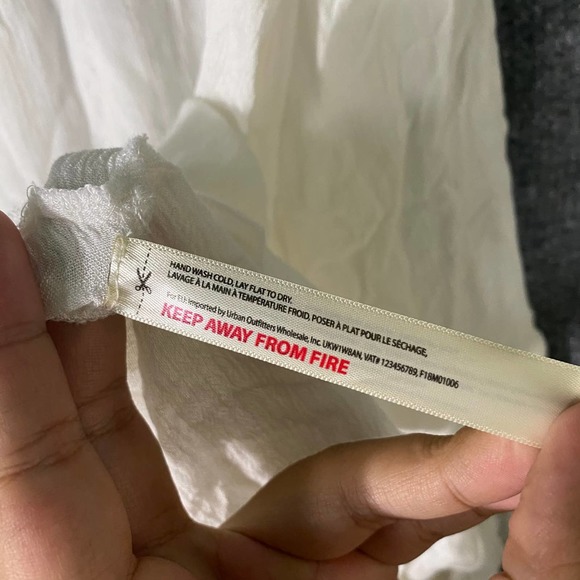 HAND WASH COLD, LAY FLAT TO DRY.
LAVAGE À LA MAIN À TEMPÉRATURE FROID, POSER À PLAT POUR LE SÉCHAGE,
For EU: Imported by Urban Outfitters Wholesale, Inc. UKW1W8AN, VAT# 123456789, F18M01006
KEEP AWAY FROM FIRE